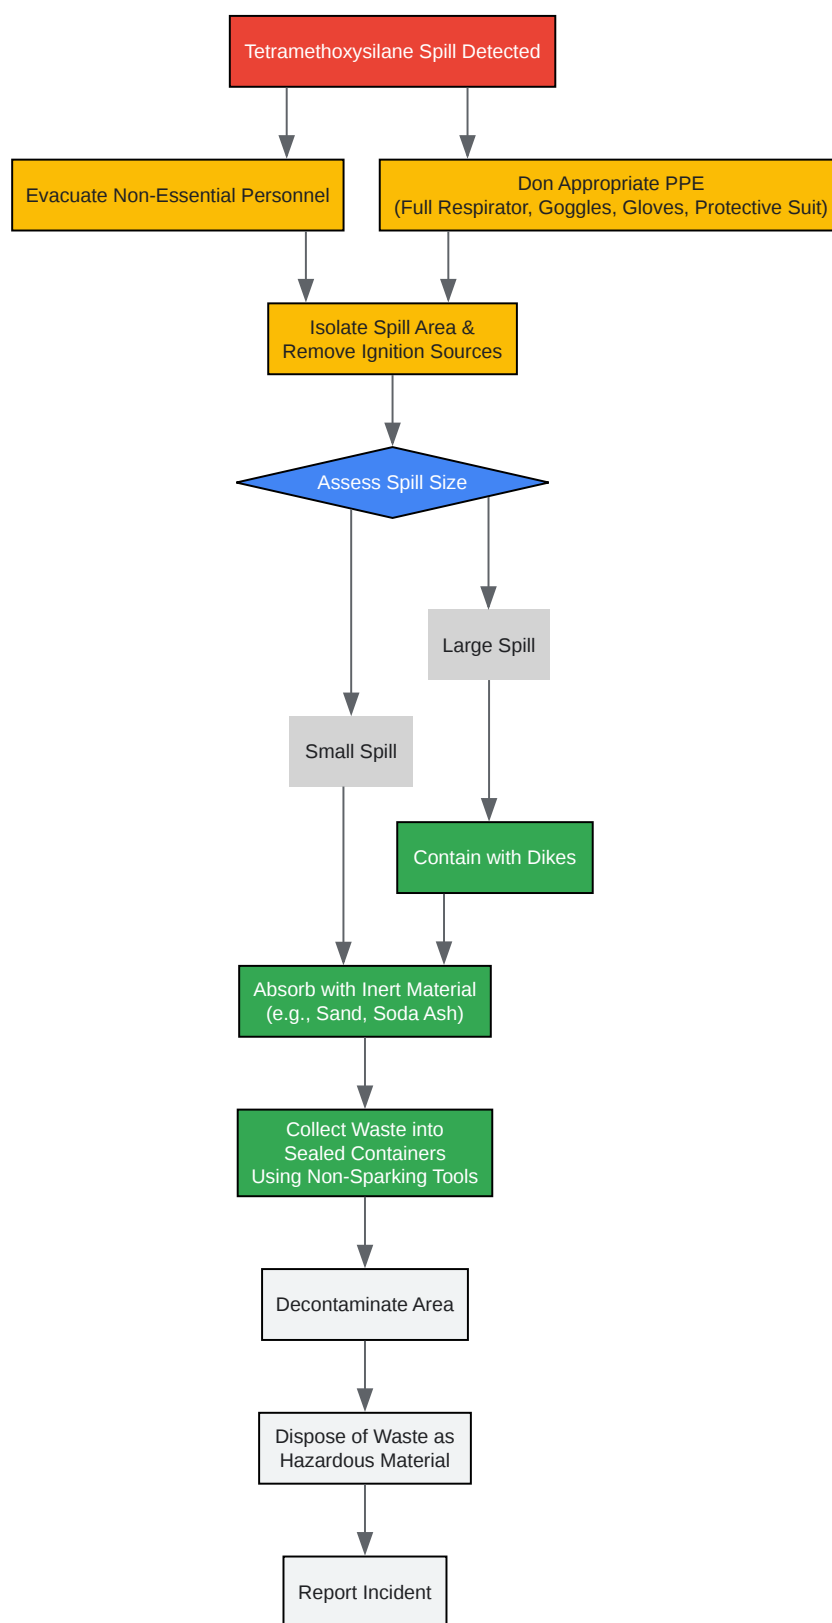 Tetramethoxysilane Spill Detected
Evacuate Non-Essential Personnel
Don Appropriate PPE
(Full Respirator, Goggles, Gloves, Protective Suit)
Isolate Spill Area &
Remove Ignition Sources
Assess Spill Size
Large Spill
Small Spill
Contain with Dikes
Absorb with Inert Material
(e.g., Sand, Soda Ash)
Collect Waste into
Sealed Containers
Using Non-Sparking Tools
Decontaminate Area
Dispose of Waste as
Hazardous Material
Report Incident